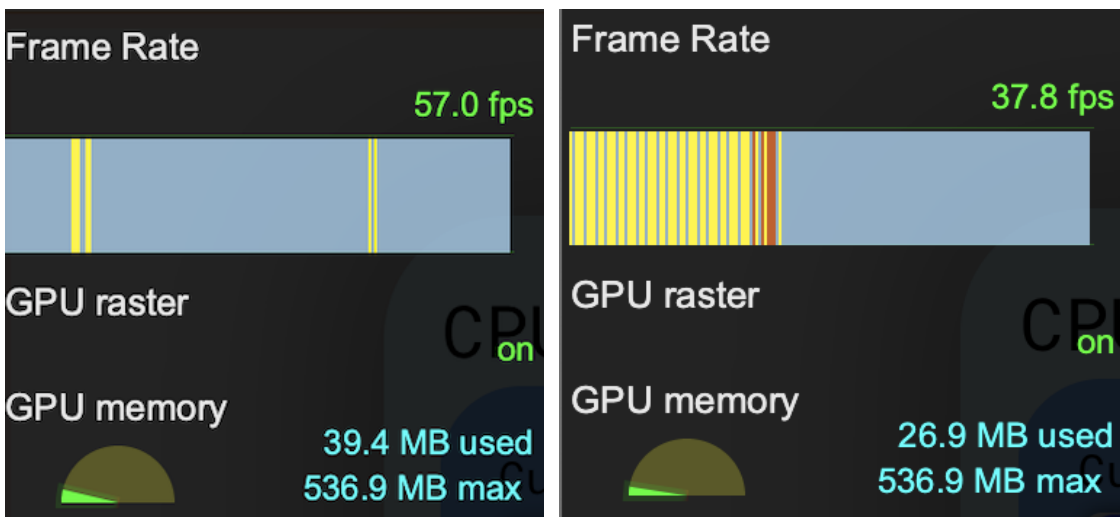 Frame Rate
57.0 fps
GPU raster
CPU
on
GPU memory
39.4 MB used
536.9 MB max
Frame Rate
37.8 fps
GPU raster
on
GPU memory
26.9 MB used
536.9 MB max